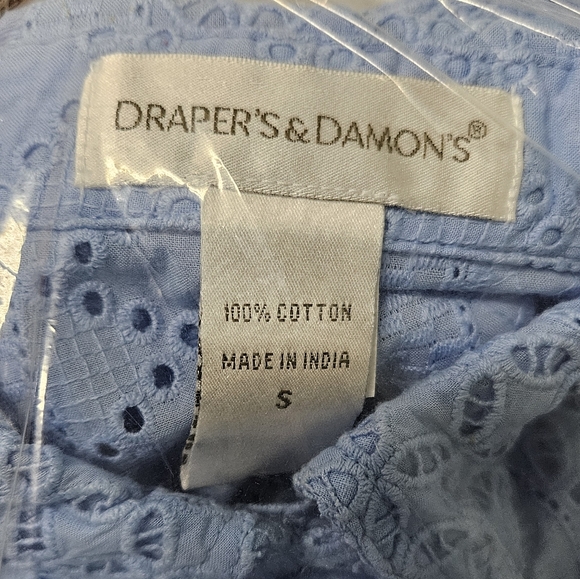 DRAPER'S & DAMON'S®
100% COTTON
MADE IN INDIA
S